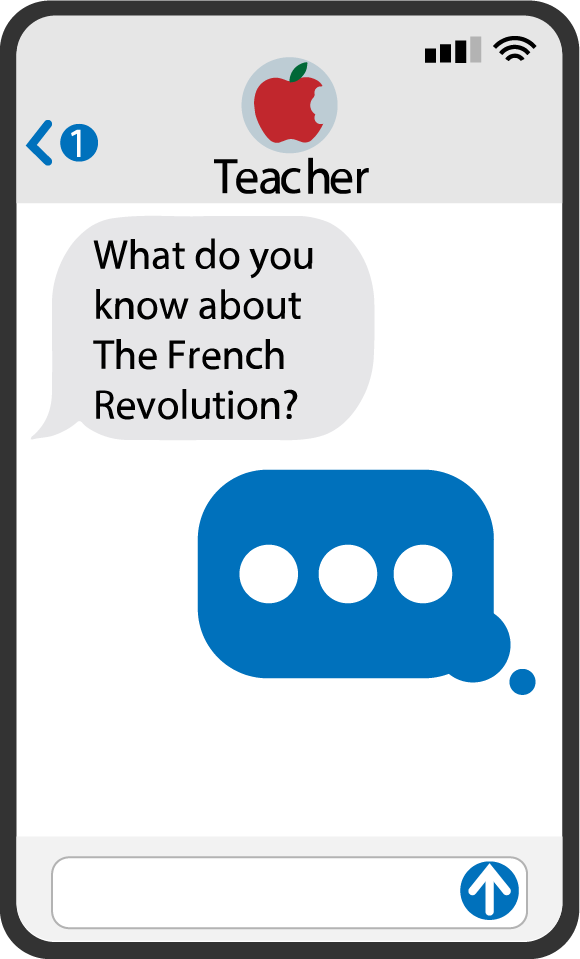 1
Teacher
What do you
know about
The French
Revolution?